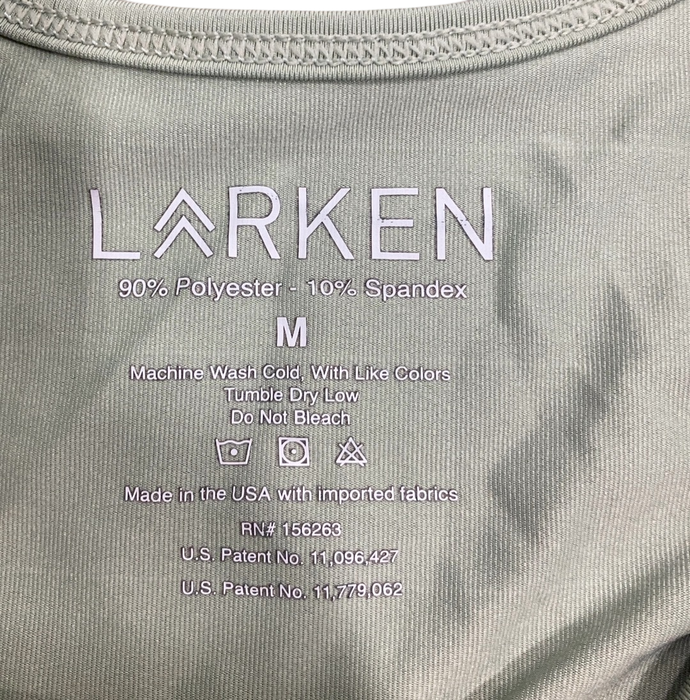 LARKEN
90% Polyester - 10% Spandex
M
Machine Wash Cold, With Like Colors
Tumble Dry Low
Do Not Bleach
Made in the USA with imported fabrics
RN# 156263
U.S. Patent No. 11,096,427
U.S. Patent No. 11,779,062